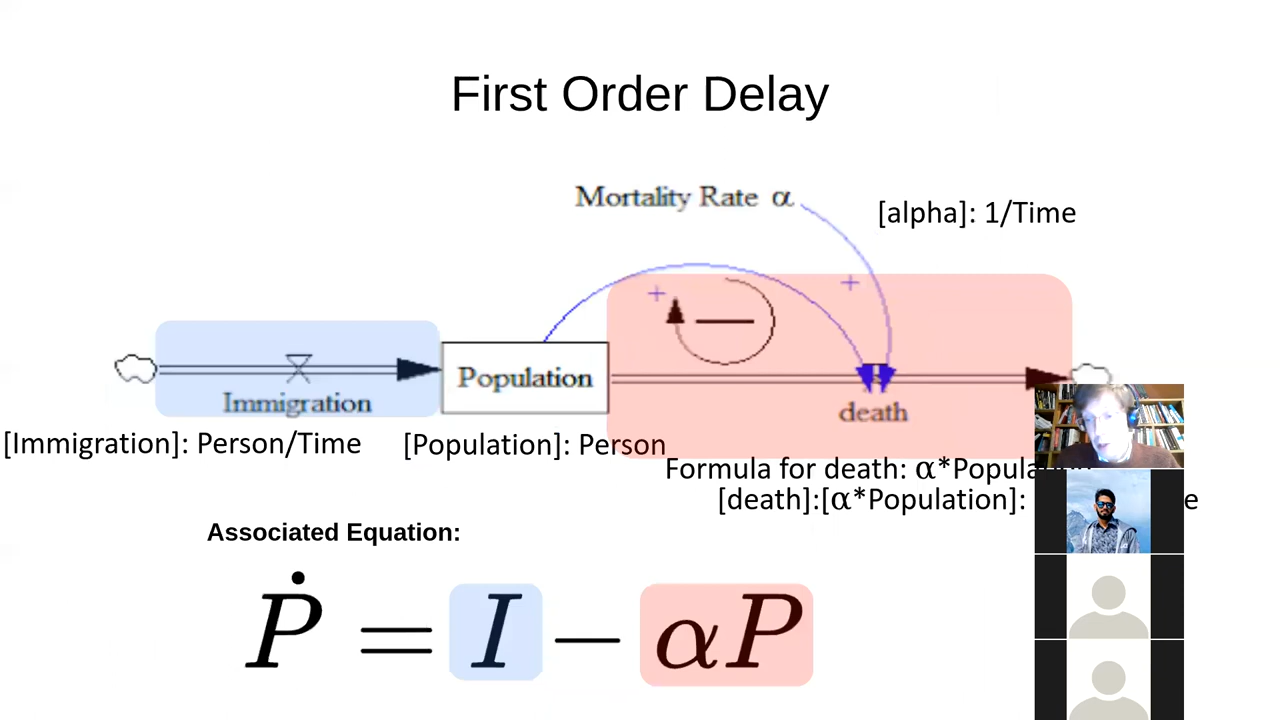 First Order Delay
Mortality Rate α
[alpha]: 1/Time
+
+
Population
Immigration
death
[Immigration]: Person/Time
[Population]: Person
Formula for death: α*Population
[death]:[α*Population]:
Associated Equation:
Ṗ = I − αP